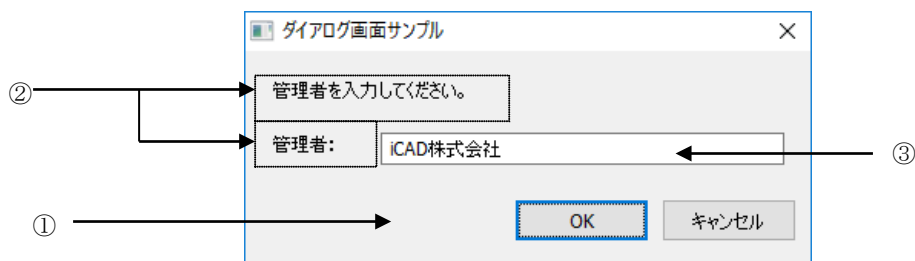 ダイアログ画面サンプル
②
管理者を入力してください。
管理者:
iCAD株式会社
③
①
OK
キャンセル